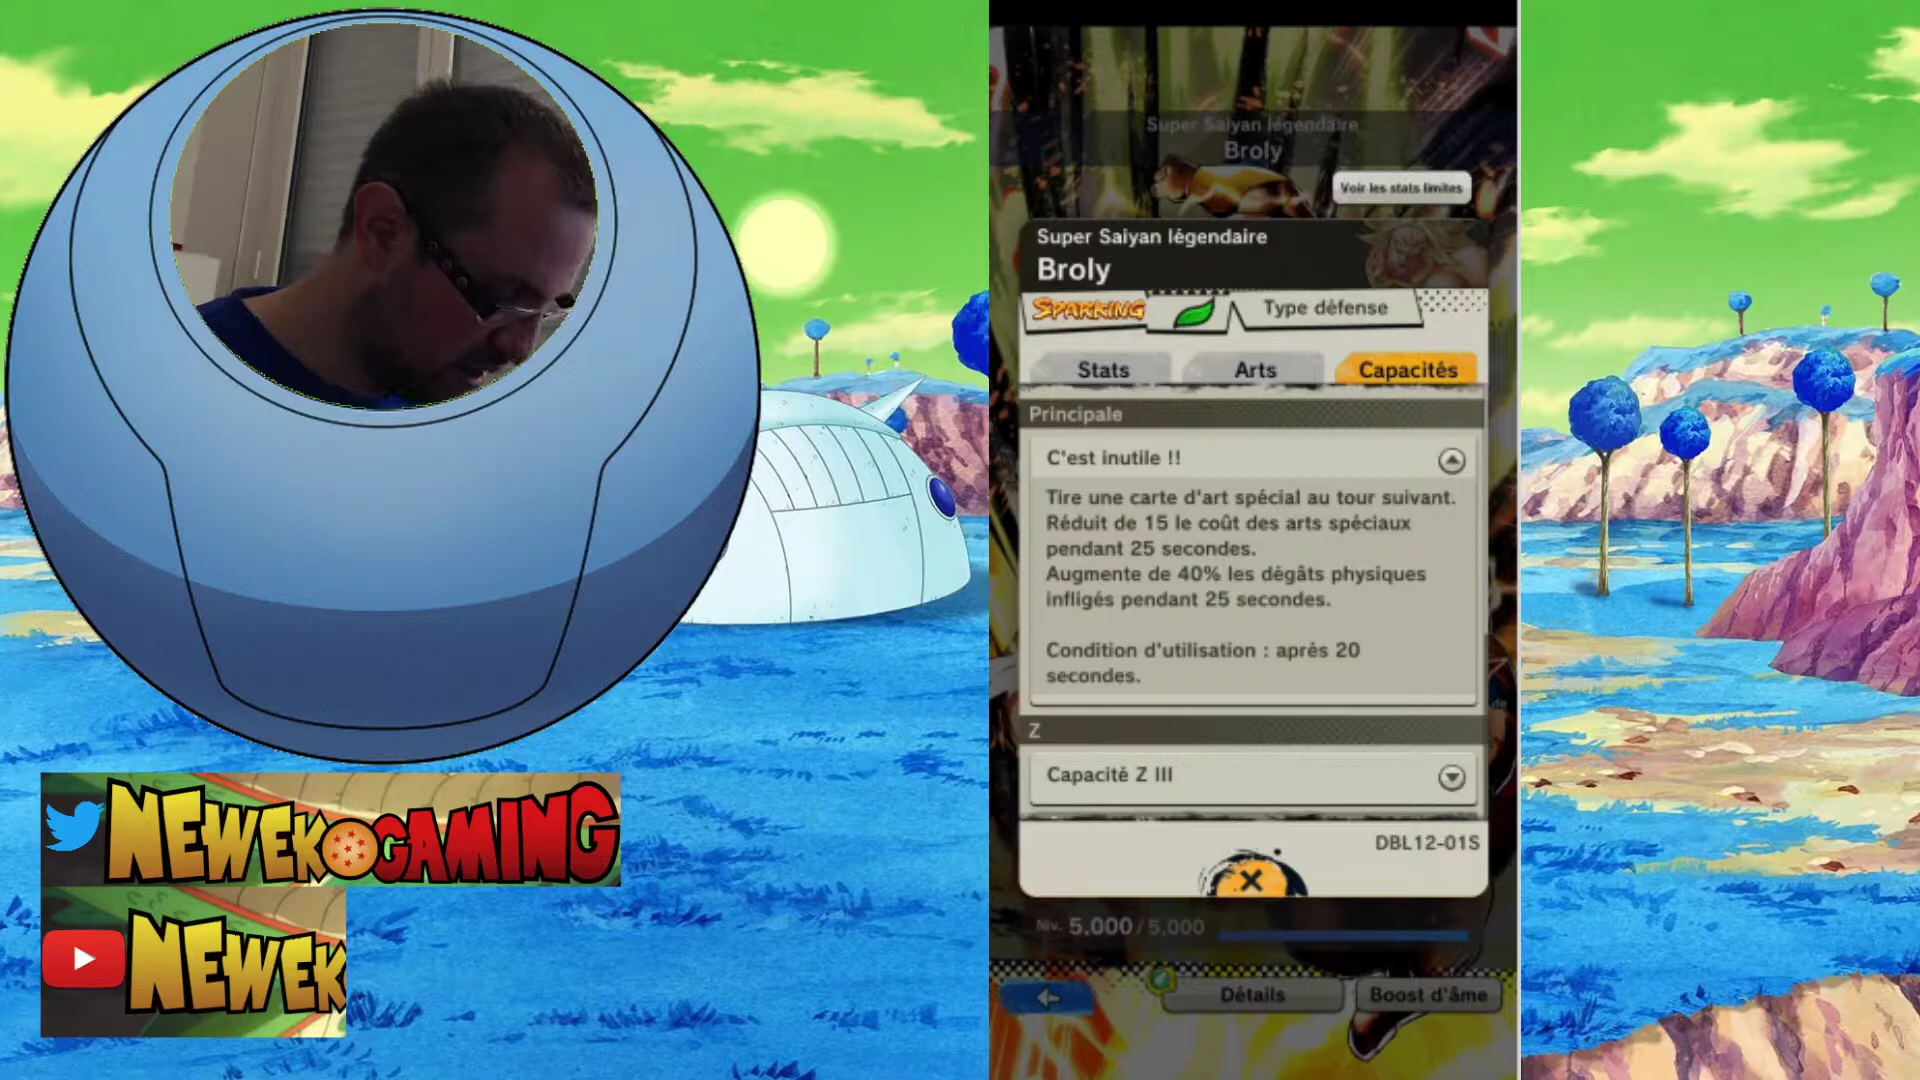 Super Saiyan légendaire
Broly
Voir les stats limites
Super Saiyan légendaire
Broly
SPARKING
Type défense
Stats
Arts
Capacités
Principale
C'est inutile !!
Tire une carte d'art spécial au tour suivant.
Réduit de 15 le coût des arts spéciaux
pendant 25 secondes.
Augmente de 40% les dégâts physiques
infligés pendant 25 secondes.
Condition d'utilisation : après 20
secondes.
Z
Capacité Z III
DBL12-01S
Niv. 5,000/5,000
Détails
Boost d'âme
NEWEKOGAMING
NEWEK